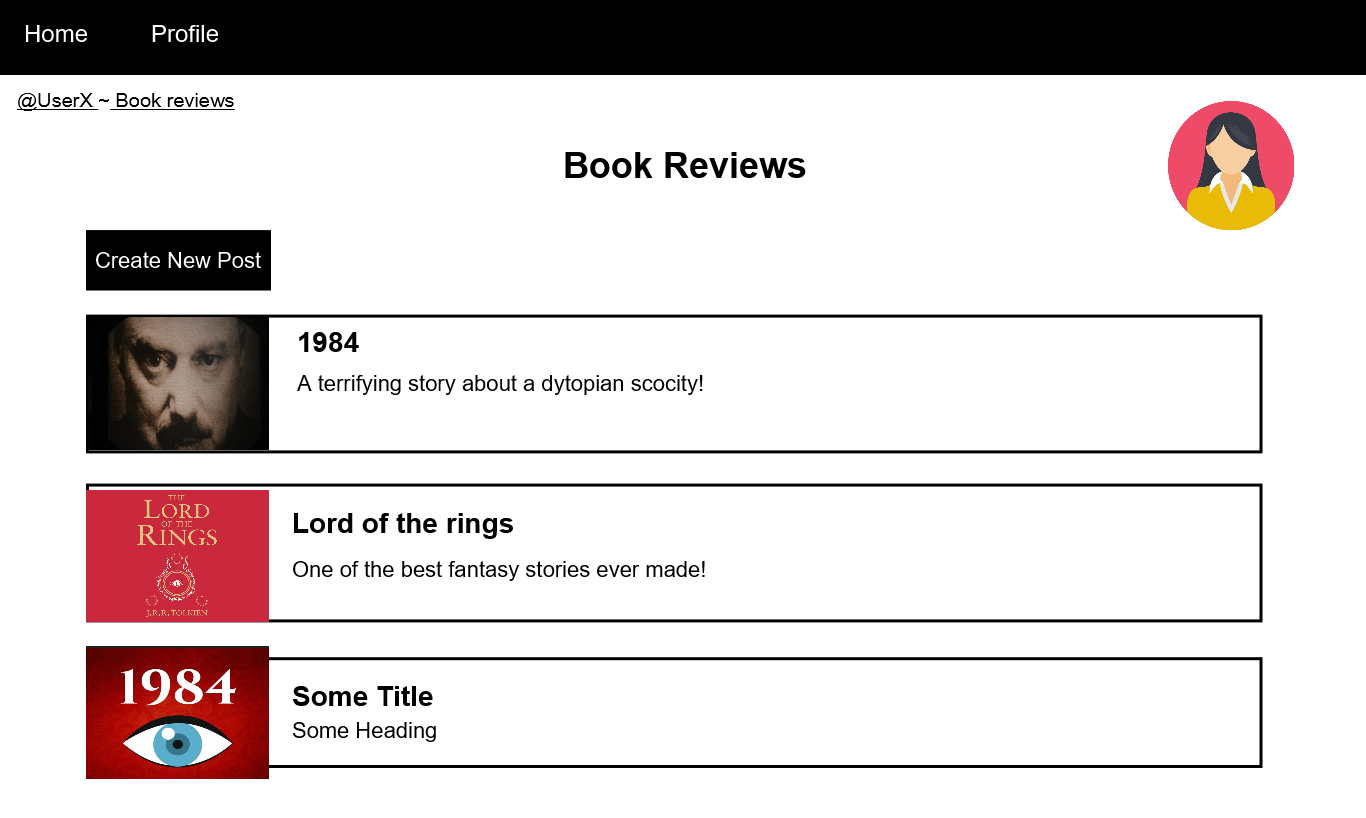 Home Profile
@UserX ~ Book reviews
Book Reviews
Create New Post
1984
A terrifying story about a dytopian scocity!
THE
LORD
OF THE
RINGS
J.R.R. TOLKIEN
Lord of the rings
One of the best fantasy stories ever made!
1984
Some Title
Some Heading